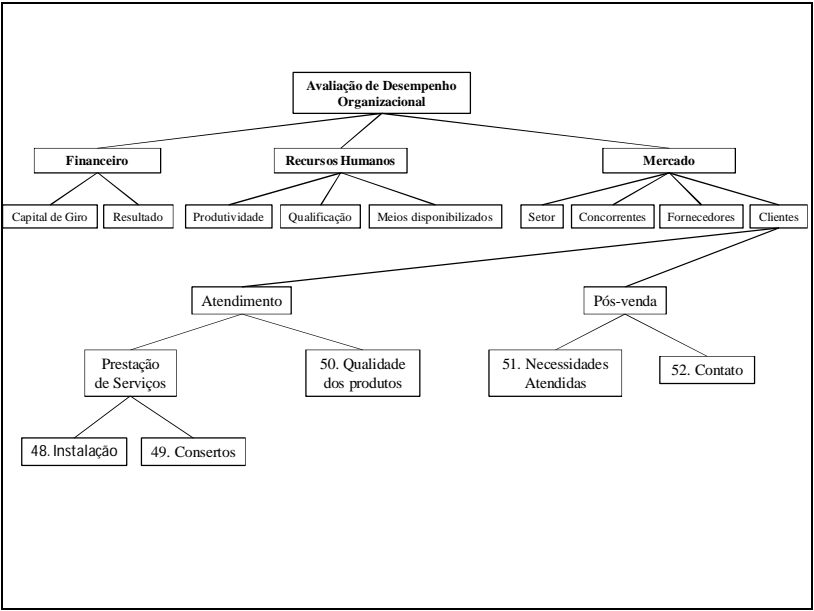 Avaliação de Desempenho
Organizacional
Financeiro
Recursos Humanos
Mercado
Capital de Giro
Resultado
Produtividade
Qualificação
Meios disponibilizados
Setor
Concorrentes
Fornecedores
Clientes
Atendimento
Pós-venda
Prestação
de Serviços
50. Qualidade
dos produtos
51. Necessidades
Atendidas
52. Contato
48. Instalação
49. Consertos